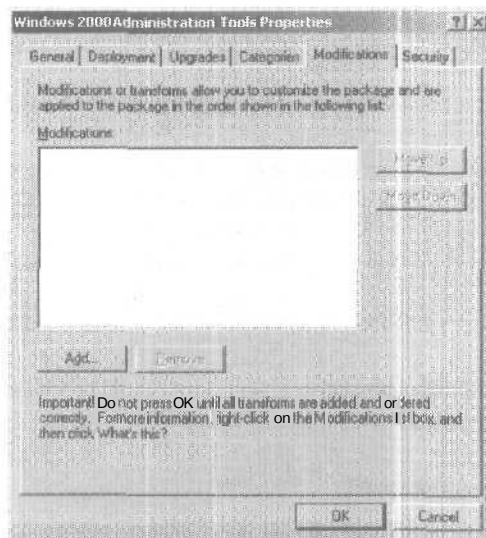 Windows 2000 Administration Tools Properties ? X
General Deployment Upgrades Categories Modifications Security
Modifications or transforms allow you to customize the package and are
applied to the package in the order shown in the following list:
Modifications:
Move Up
Move Down
Add... Remove
Important! Do not press OK until all transforms are added and ordered
correctly. For more information, right-click on the Modifications list box, and
then click What's this?
OK Cancel